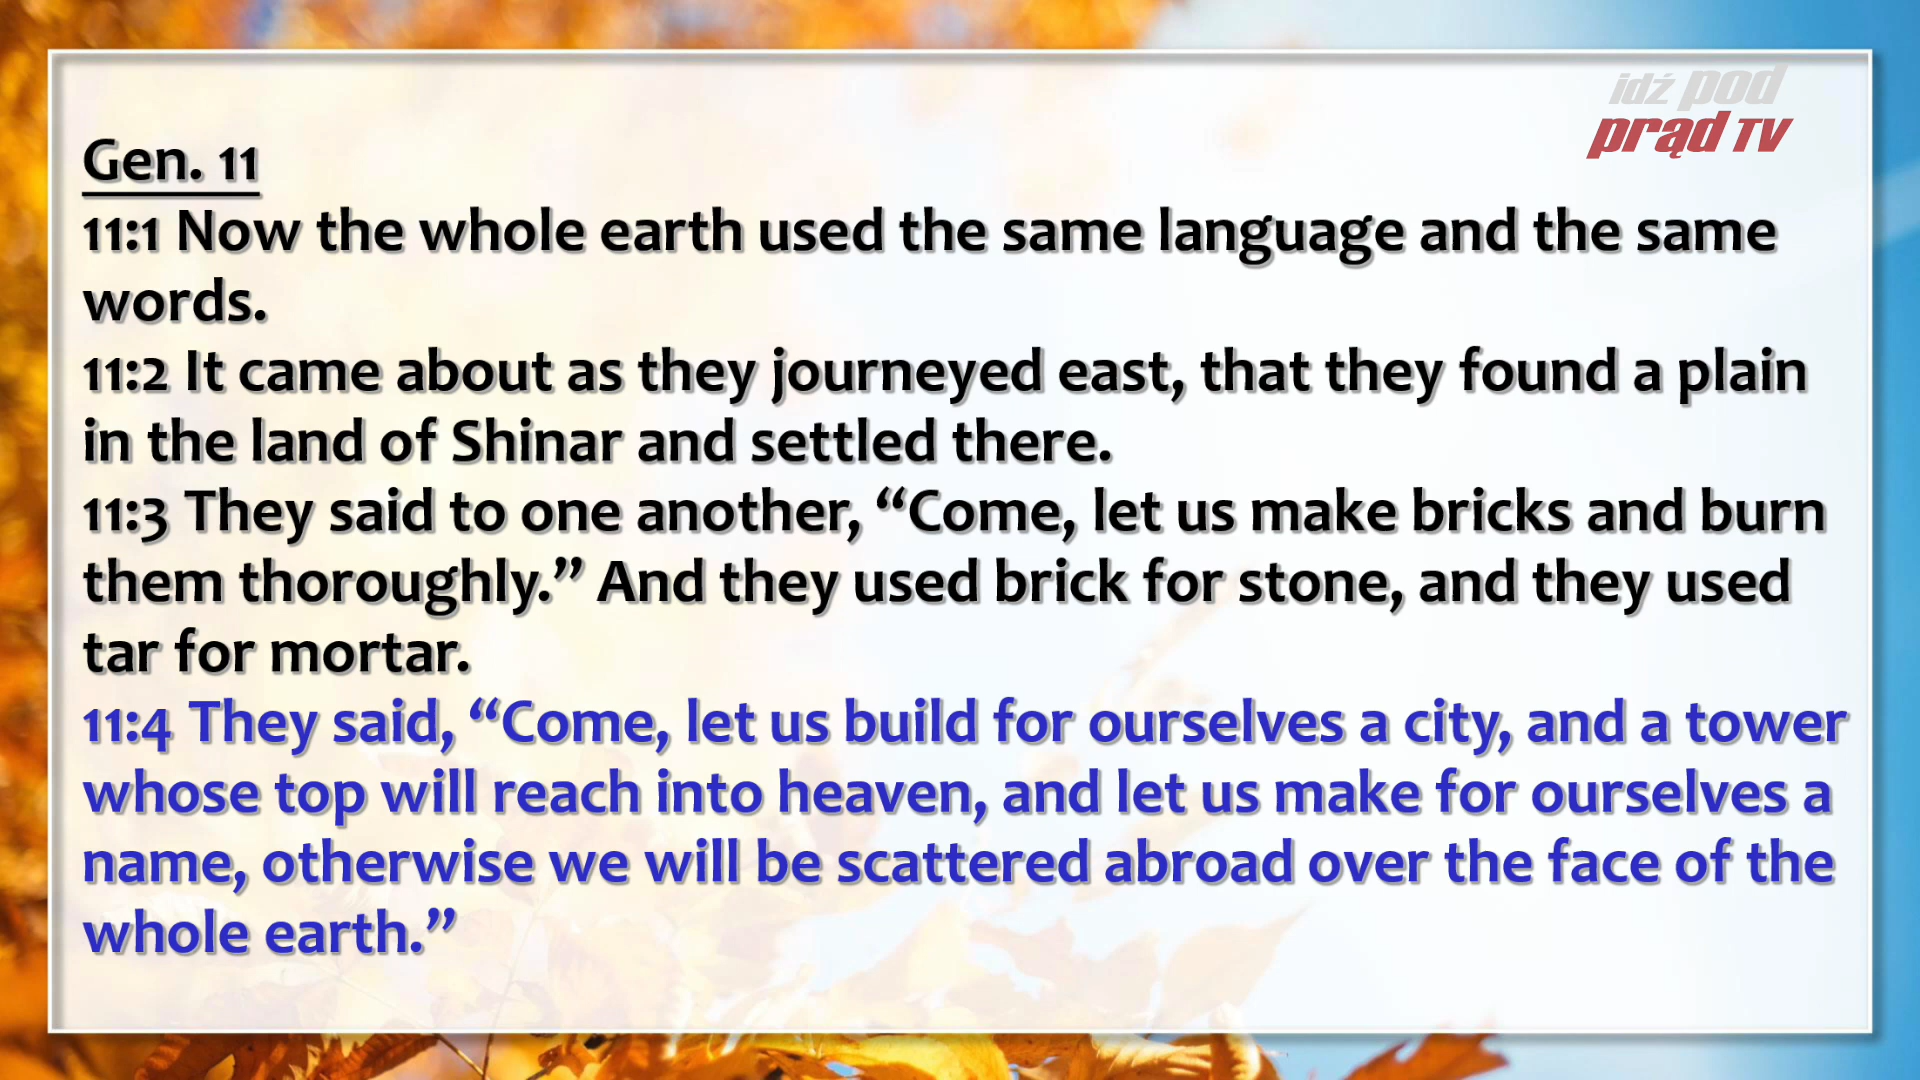 idź pod
prąd TV
Gen. 11
11:1 Now the whole earth used the same language and the same
words.
11:2 It came about as they journeyed east, that they found a plain
in the land of Shinar and settled there.
11:3 They said to one another, “Come, let us make bricks and burn
them thoroughly.” And they used brick for stone, and they used
tar for mortar.
11:4 They said, “Come, let us build for ourselves a city, and a tower
whose top will reach into heaven, and let us make for ourselves a
name, otherwise we will be scattered abroad over the face of the
whole earth.”